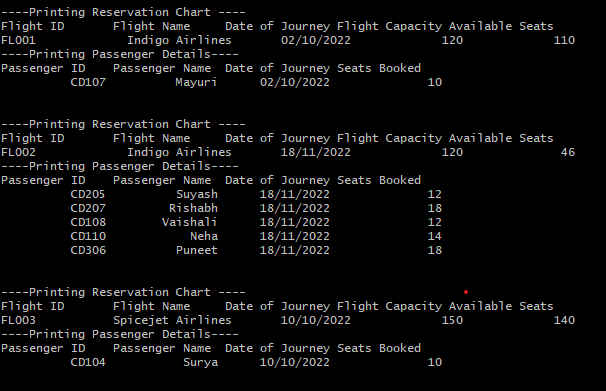 ----Printing Reservation Chart ----
Flight ID Flight Name Date of Journey Flight Capacity Available Seats
FL001 Indigo Airlines 02/10/2022 120 110
----Printing Passenger Details----
Passenger ID Passenger Name Date of Journey Seats Booked
CD107 Mayuri 02/10/2022 10
----Printing Reservation Chart ----
Flight ID Flight Name Date of Journey Flight Capacity Available Seats
FL002 Indigo Airlines 18/11/2022 120 46
----Printing Passenger Details----
Passenger ID Passenger Name Date of Journey Seats Booked
CD205 Suyash 18/11/2022 12
CD207 Rishabh 18/11/2022 18
CD108 Vaishali 18/11/2022 12
CD110 Neha 18/11/2022 14
CD306 Puneet 18/11/2022 18
----Printing Reservation Chart ----
Flight ID Flight Name Date of Journey Flight Capacity Available Seats
FL003 Spicejet Airlines 10/10/2022 150 140
----Printing Passenger Details----
Passenger ID Passenger Name Date of Journey Seats Booked
CD104 Surya 10/10/2022 10